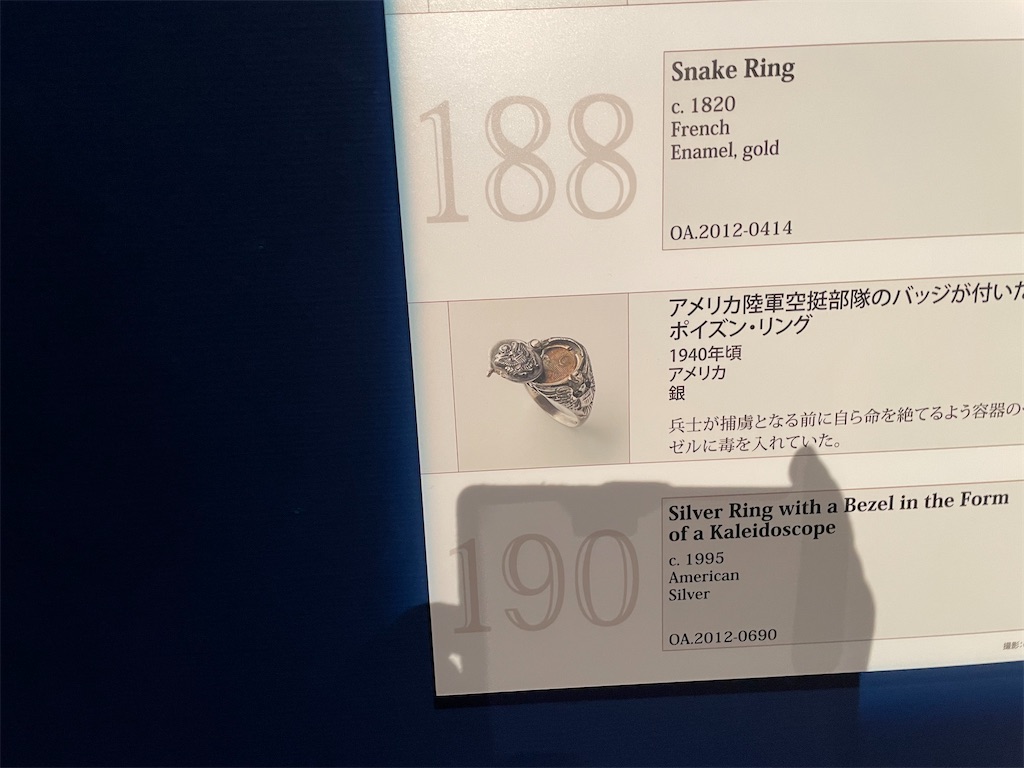 188
Snake Ring
c. 1820
French
Enamel, gold
OA.2012-0414
アメリカ陸軍空挺部隊のバッジが付いた
ポイズン・リング
1940年頃
アメリカ
銀
兵士が捕虜となる前に自ら命を絶てるよう容器の
ゼルに毒を入れていた。
190
Silver Ring with a Bezel in the Form
of a Kaleidoscope
c. 1995
American
Silver
OA.2012-0690
撮影: